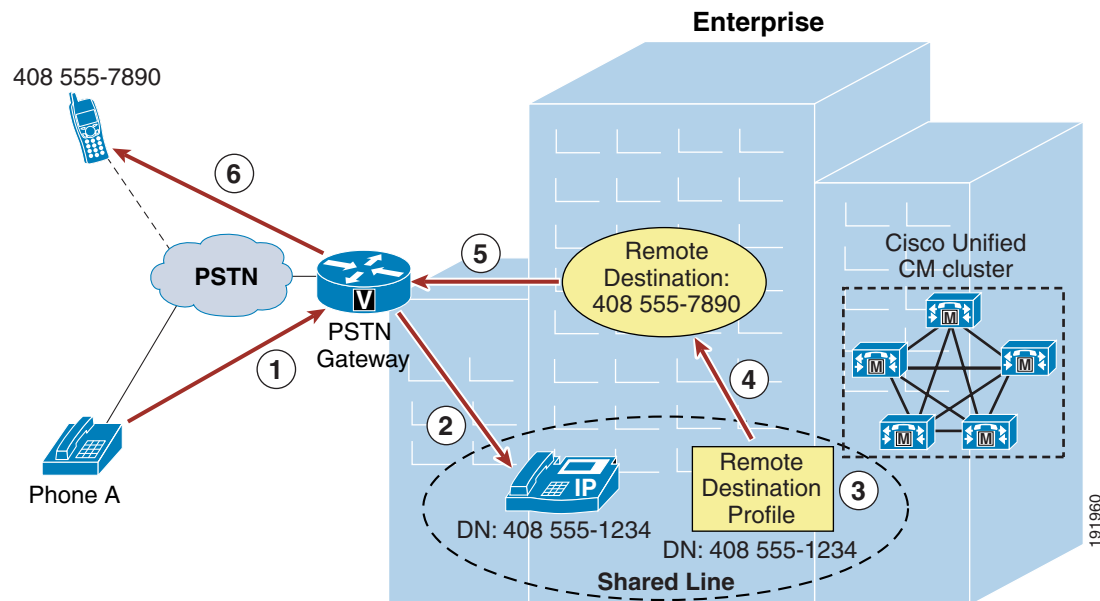 Enterprise
408 555-7890
6
PSTN
V
PSTN
Gateway
1
Phone A
5
Remote
Destination:
408 555-7890
Cisco Unified
CM cluster
M
M
M
M
M
4
2
IP
DN: 408 555-1234
Remote
Destination
Profile
3
DN: 408 555-1234
Shared Line
191960